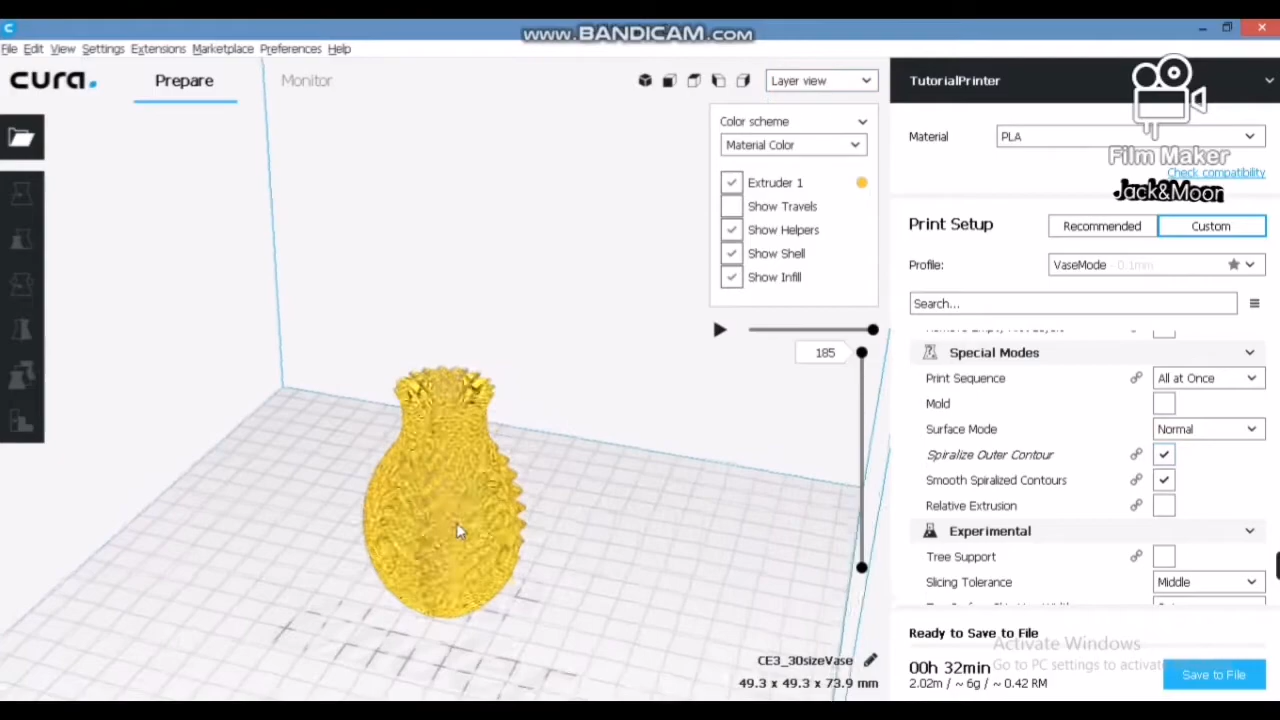 www.BANDICAM.com
File Edit View Settings Extensions Marketplace Preferences Help
cura.
Prepare
Monitor
Layer view
TutorialPrinter
Color scheme
Material Color
Material
PLA
Film Maker
Check compatibility
Jack&Moon
Extruder 1
Show Travels
Show Helpers
Show Shell
Show Infill
Print Setup
Recommended
Custom
Profile:
VaseMode 0.1mm
Search...
185
Special Modes
Print Sequence
All at Once
Mold
Surface Mode
Normal
Spiralize Outer Contour
Smooth Spiralized Contours
Relative Extrusion
Experimental
Tree Support
Slicing Tolerance
Middle
Ready to Save to File
Activate Windows
Go to PC settings to activate
CE3_30sizeVase
49.3 x 49.3 x 73.9 mm
00h 32min
2.02m / ~ 6g / ~ 0.42 RM
Save to File